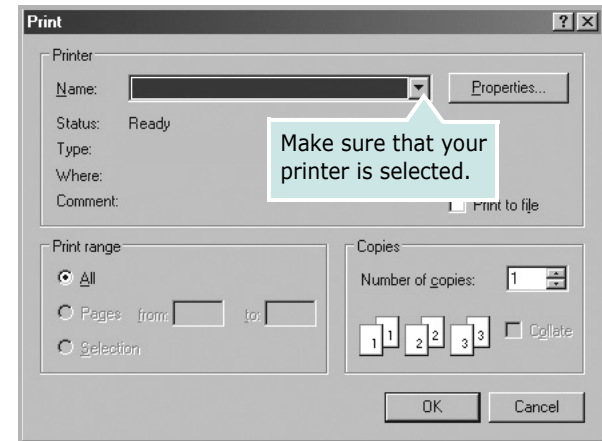 Print
Printer
Name:
Properties...
Status: Ready
Type:
Where:
Comment:
Make sure that your
printer is selected.
Print to file
Print range
All
Pages from: to:
Selection
Copies
Number of copies: 1
1 1 2 2 3 3
Collate
OK Cancel